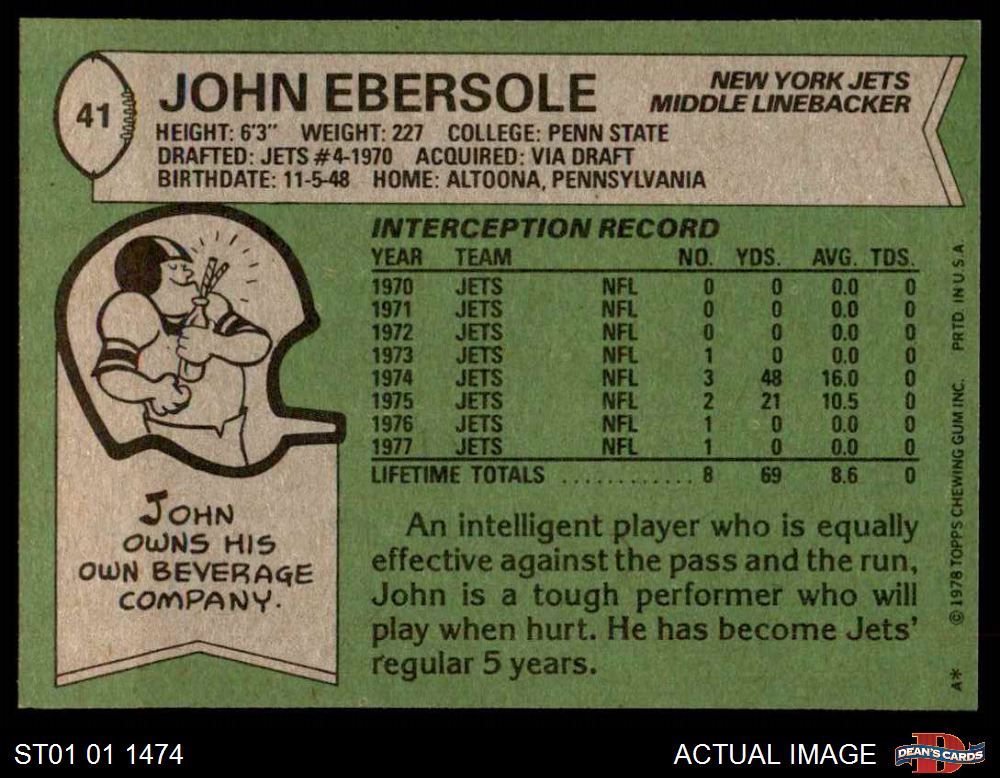 41
JOHN EBERSOLE
NEW YORK JETS
MIDDLE LINEBACKER
HEIGHT: 6'3" WEIGHT: 227 COLLEGE: PENN STATE
DRAFTED: JETS #4-1970 ACQUIRED: VIA DRAFT
BIRTHDATE: 11-5-48 HOME: ALTOONA, PENNSYLVANIA
INTERCEPTION RECORD
YEAR TEAM NO. YDS. AVG. TDS.
1970 JETS NFL 0 0 0.0 0
1971 JETS NFL 0 0 0.0 0
1972 JETS NFL 0 0 0.0 0
1973 JETS NFL 1 0 0.0 0
1974 JETS NFL 3 48 16.0 0
1975 JETS NFL 2 21 10.5 0
1976 JETS NFL 1 0 0.0 0
1977 JETS NFL 1 0 0.0 0
LIFETIME TOTALS ............ 8 69 8.6 0
JOHN
OWNS HIS
OWN BEVERAGE
COMPANY.
An intelligent player who is equally
effective against the pass and the run,
John is a tough performer who will
play when hurt. He has become Jets'
regular 5 years.
A* © 1978 TOPPS CHEWING GUM INC. PRTD. IN U.S.A.
ST01 01 1474
ACTUAL IMAGE
D
DEAN'S CARDS